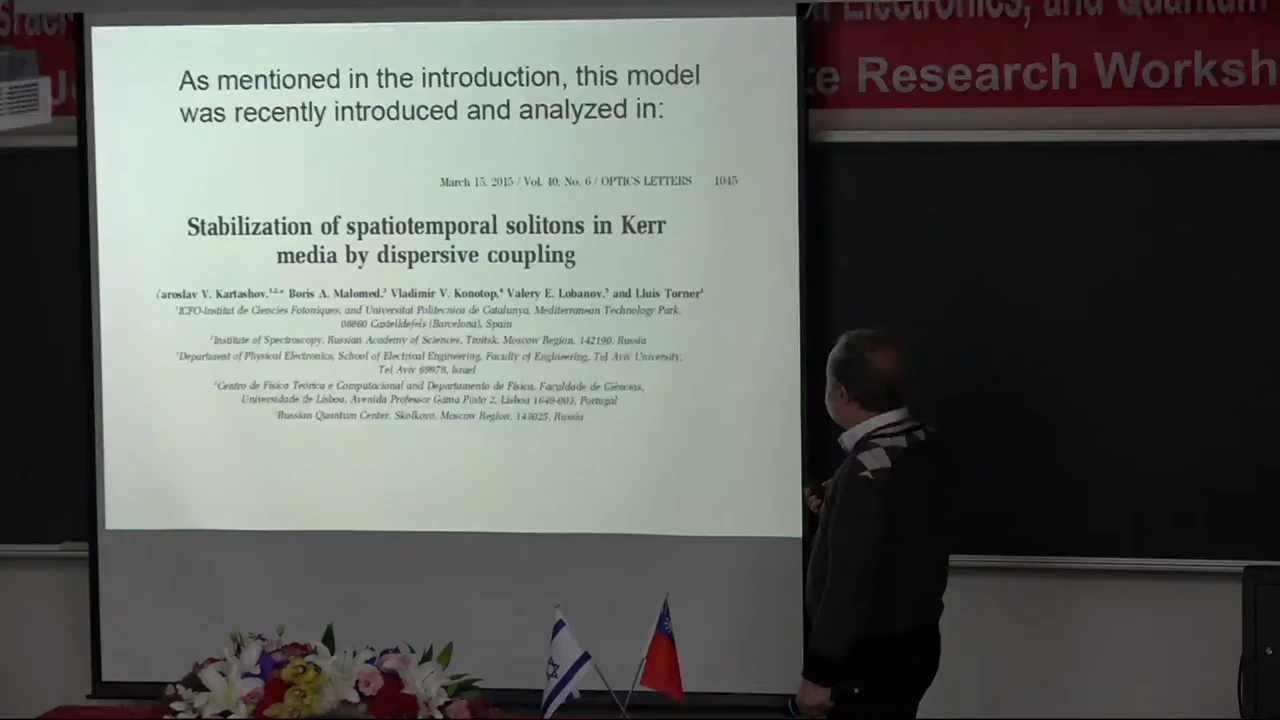 Electronics, and Quantum
Research Worksh
As mentioned in the introduction, this model
was recently introduced and analyzed in:
March 15, 2015 / Vol. 40, No. 6 / OPTICS LETTERS 1045
Stabilization of spatiotemporal solitons in Kerr
media by dispersive coupling
aroslav V. Kartashov,¹,²,* Boris A. Malomed,³ Vladimir V. Konotop,⁴ Valery E. Lobanov,⁵ and Lluis Torner¹
¹ICFO-Institut de Ciencies Fotoniques, and Universitat Politecnica de Catalunya, Mediterranean Technology Park,
08860 Castelldefels (Barcelona), Spain
²Institute of Spectroscopy, Russian Academy of Sciences, Troitsk, Moscow Region, 142190, Russia
³Department of Physical Electronics, School of Electrical Engineering, Faculty of Engineering, Tel Aviv University,
Tel Aviv 69978, Israel
⁴Centro de Física Teórica e Computacional and Departamento de Física, Faculdade de Ciências,
Universidade de Lisboa, Avenida Professor Gama Pinto 2, Lisboa 1649-003, Portugal
⁵Russian Quantum Center, Skolkovo, Moscow Region, 143025, Russia